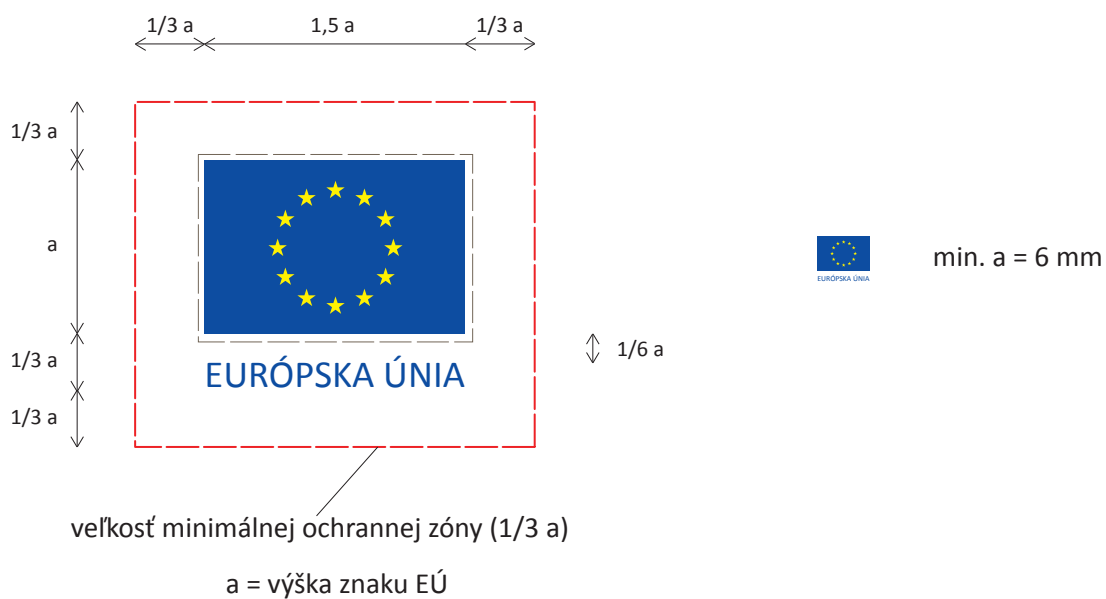 1/3 a
1,5 a
1/3 a
1/3 a
a
1/3 a
1/3 a
EURÓPSKA ÚNIA
1/6 a
EURÓPSKA ÚNIA
min. a = 6 mm
veľkosť minimálnej ochrannej zóny (1/3 a)
a = výška znaku EÚ